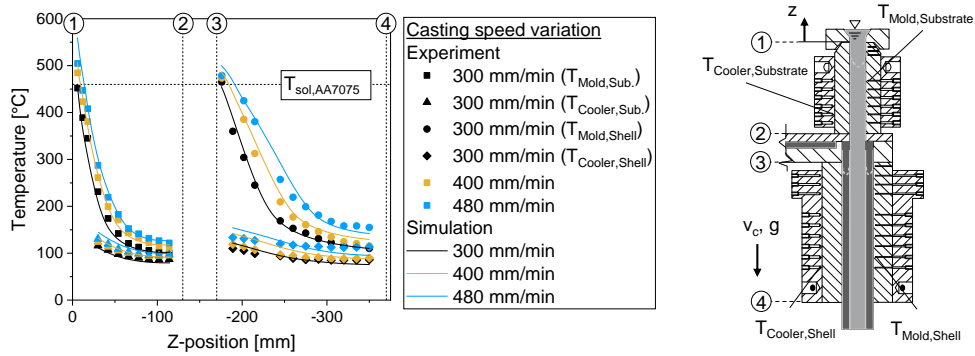 ① ② ③ ④
600
500
400
300
200
100
0
Temperature [°C]
0 -100 -200 -300
Z-position [mm]
T_sol,AA7075
Casting speed variation
Experiment
300 mm/min (T_Mold,Sub.)
300 mm/min (T_Cooler,Sub.)
300 mm/min (T_Mold,Shell)
300 mm/min (T_Cooler,Shell)
400 mm/min
480 mm/min
Simulation
300 mm/min
400 mm/min
480 mm/min
z
T_Mold,Substrate
①
T_Cooler,Substrate
②
③
v_c, g
④
T_Cooler,Shell
T_Mold,Shell